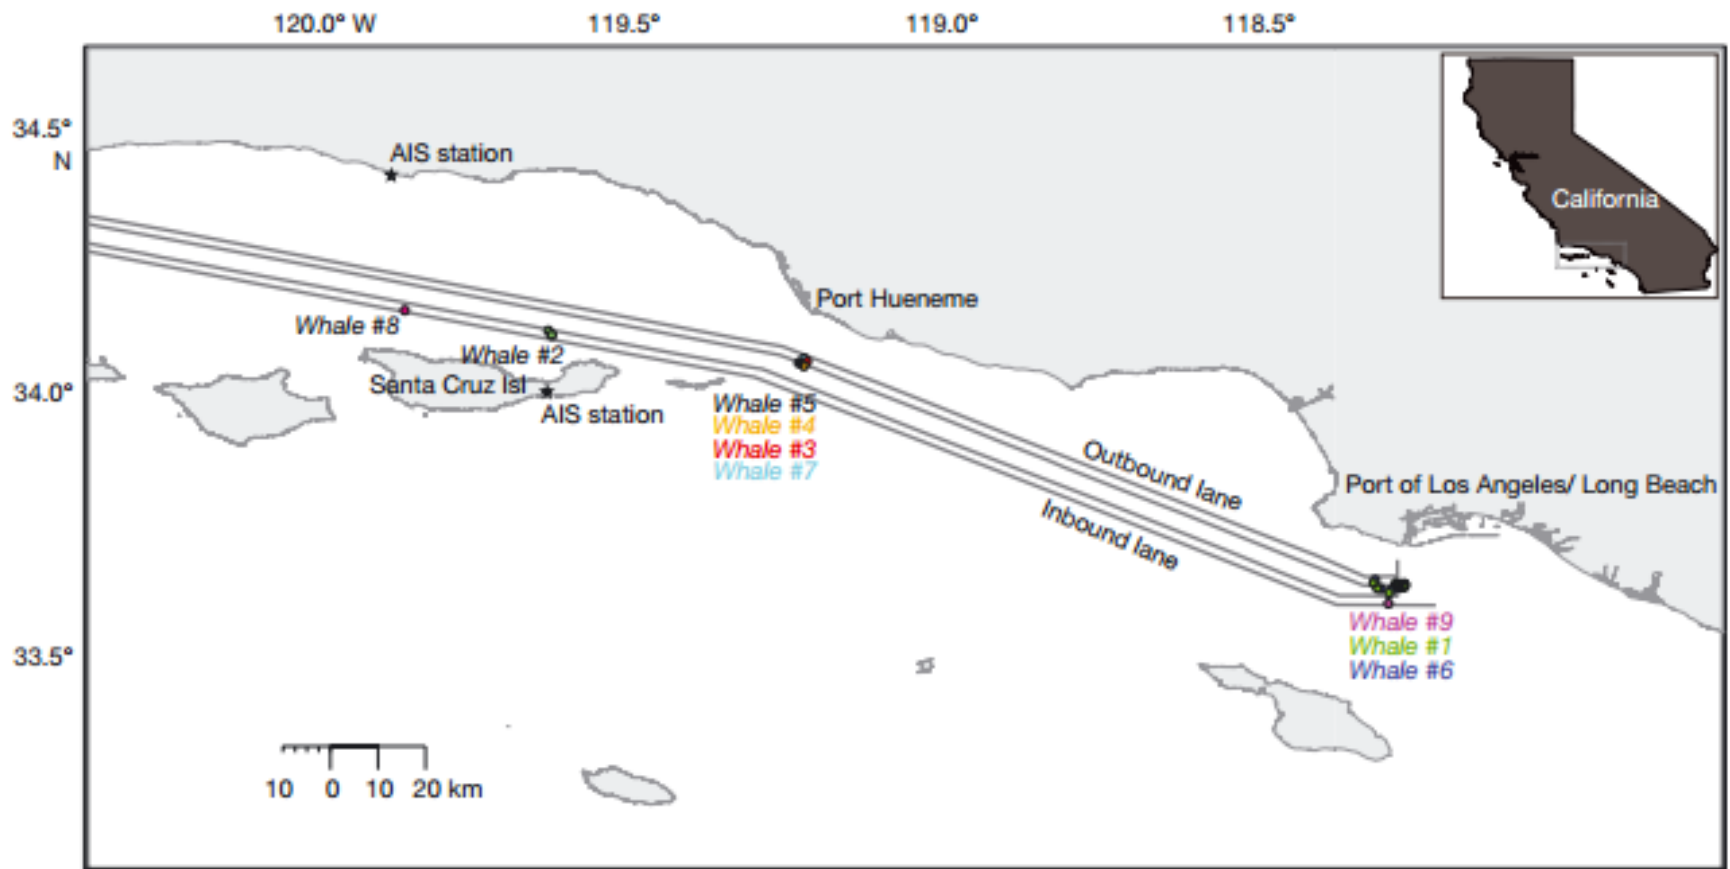 120.0° W
119.5°
119.0°
118.5°
34.5°
N
AIS station
California
Port Hueneme
Whale #8
Whale #2
34.0°
Santa Cruz Isl
AIS station
Whale #5
Whale #4
Whale #3
Whale #7
Outbound lane
Inbound lane
Port of Los Angeles/ Long Beach
Whale #9
Whale #1
Whale #6
33.5°
10 0 10 20 km